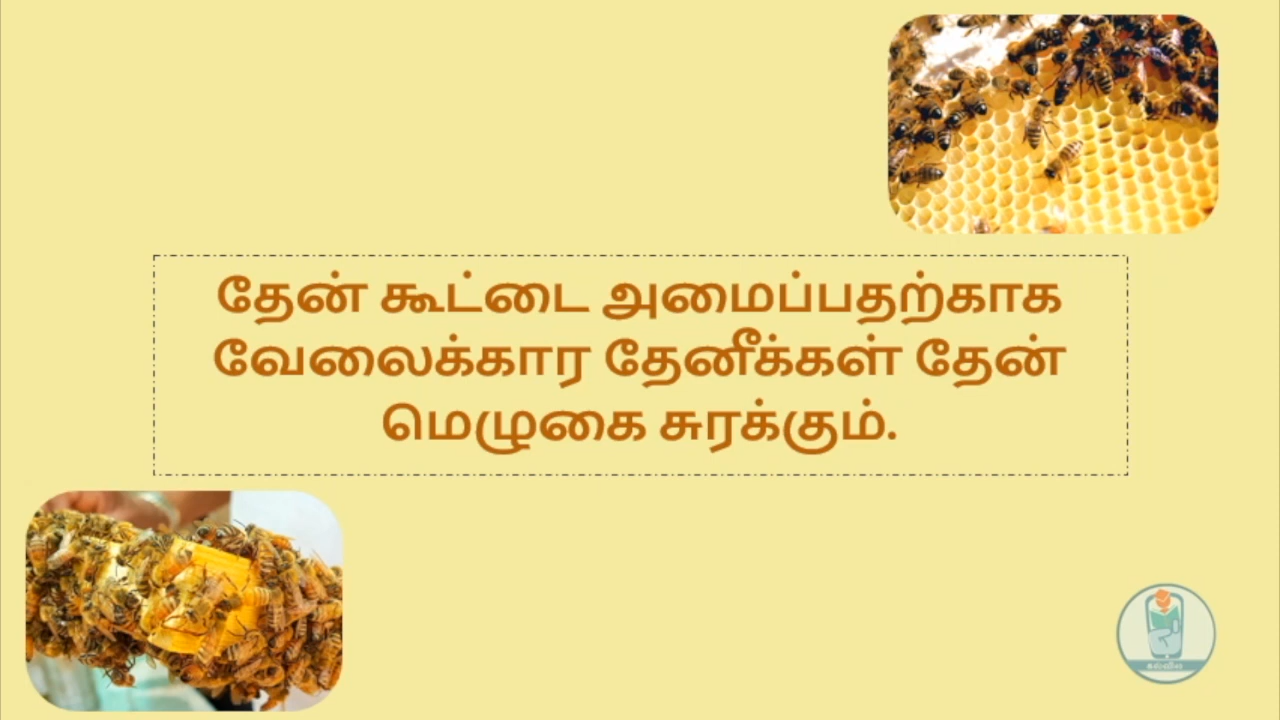 தேன் கூட்டை அமைப்பதற்காக
வேலைக்கார தேனீக்கள் தேன்
மெழுகை சுரக்கும்.